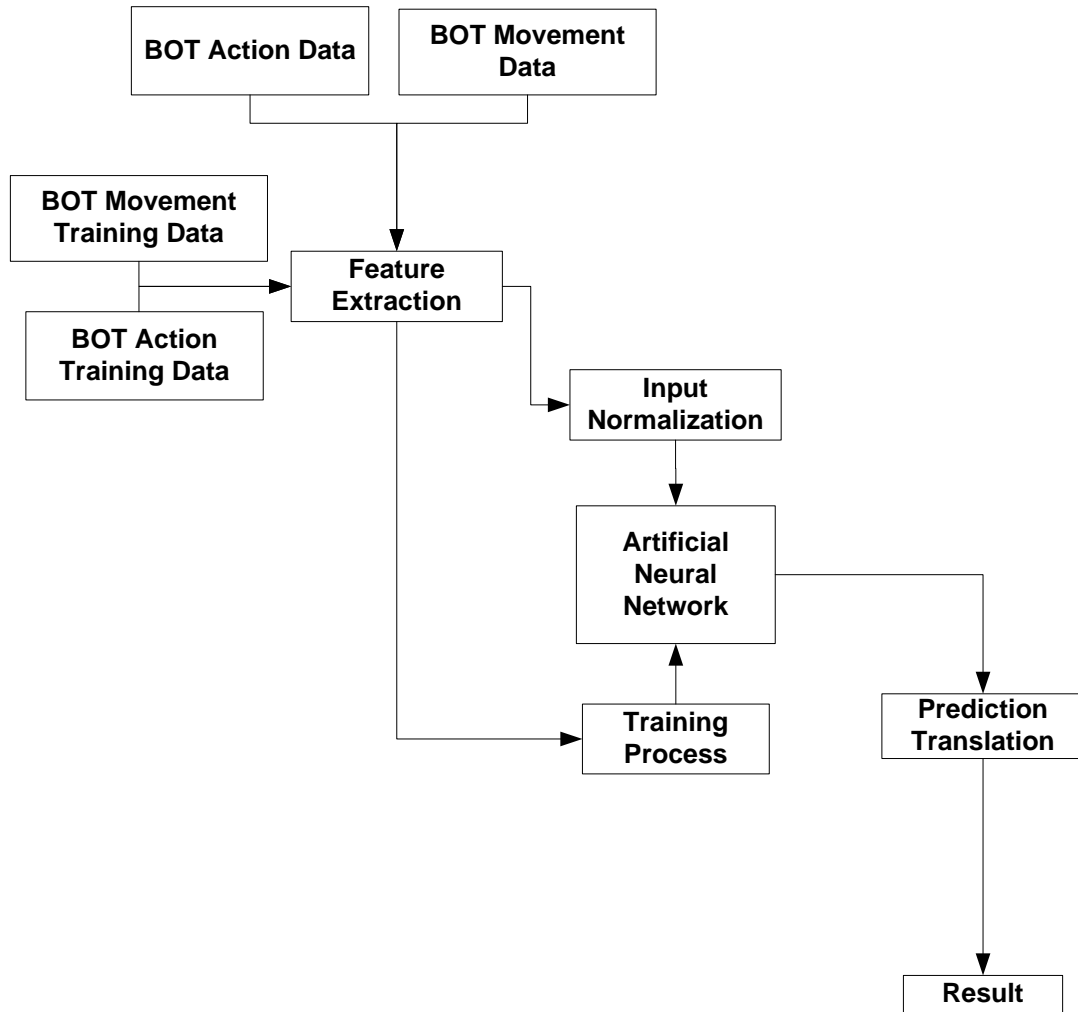 BOT Action Data
BOT Movement
Data
BOT Movement
Training Data
Feature
Extraction
BOT Action
Training Data
Input
Normalization
Artificial
Neural
Network
Training
Process
Prediction
Translation
Result